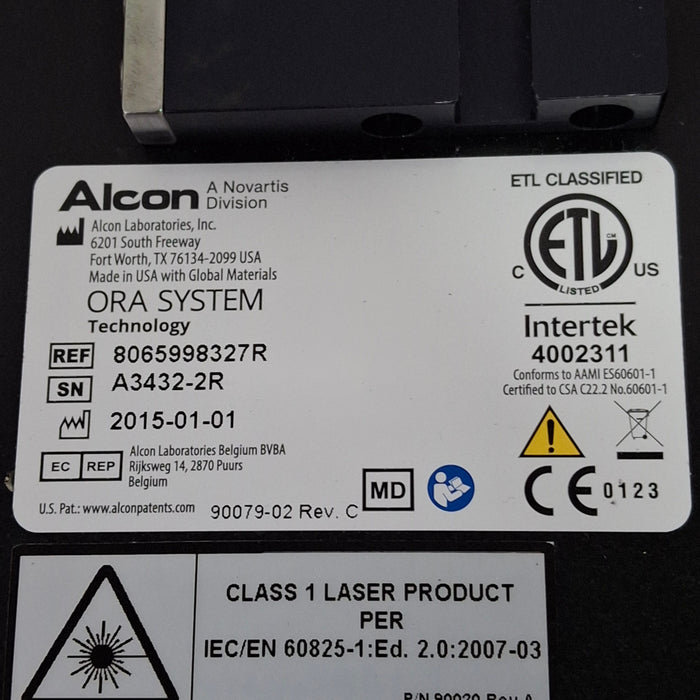 Alcon A Novartis Division
Alcon Laboratories, Inc.
6201 South Freeway
Fort Worth, TX 76134-2099 USA
Made in USA with Global Materials
ORA SYSTEM
Technology
REF 8065998327R
SN A3432-2R
2015-01-01
EC REP
Alcon Laboratories Belgium BVBA
Rijksweg 14, 2870 Puurs
Belgium
U.S. Pat.: www.alconpatents.com
90079-02 Rev. C
MD
ETL CLASSIFIED
ETL CM
C US
LISTED
Intertek
4002311
Conforms to AAMI ES60601-1
Certified to CSA C22.2 No.60601-1
CE 0123
CLASS 1 LASER PRODUCT
PER
IEC/EN 60825-1:Ed. 2.0:2007-03
P/N 90020 Rev A